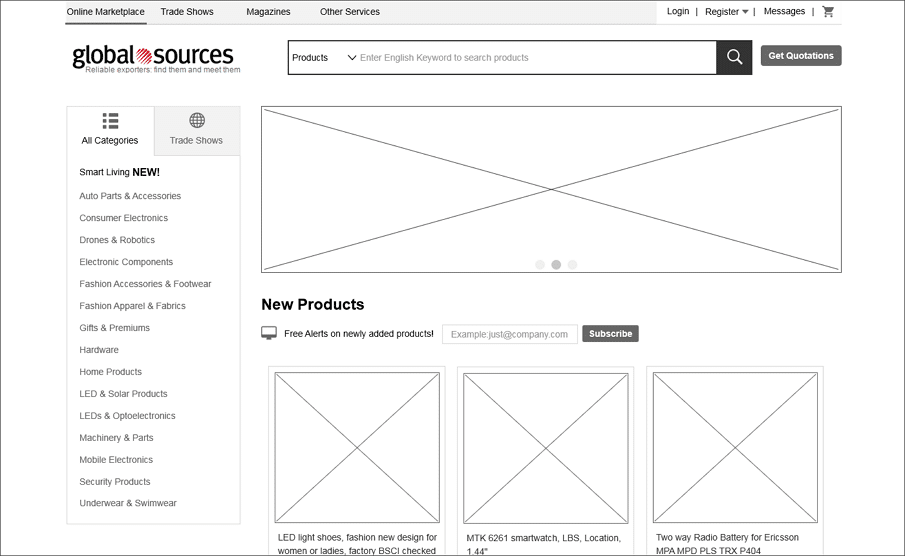 Online Marketplace Trade Shows Magazines Other Services Login | Register | Messages |
global sources
Reliable exporters: find them and meet them
Products Enter English Keyword to search products
Get Quotations
All Categories Trade Shows
Smart Living NEW!
Auto Parts & Accessories
Consumer Electronics
Drones & Robotics
Electronic Components
Fashion Accessories & Footwear
Fashion Apparel & Fabrics
Gifts & Premiums
Hardware
Home Products
LED & Solar Products
LEDs & Optoelectronics
Machinery & Parts
Mobile Electronics
Security Products
Underwear & Swimwear
New Products
Free Alerts on newly added products! Example:just@company.com Subscribe
LED light shoes, fashion new design for
women or ladies, factory BSCI checked
MTK 6261 smartwatch, LBS, Location,
1.44"
Two way Radio Battery for Ericsson
MPA MPD PLS TRX P404